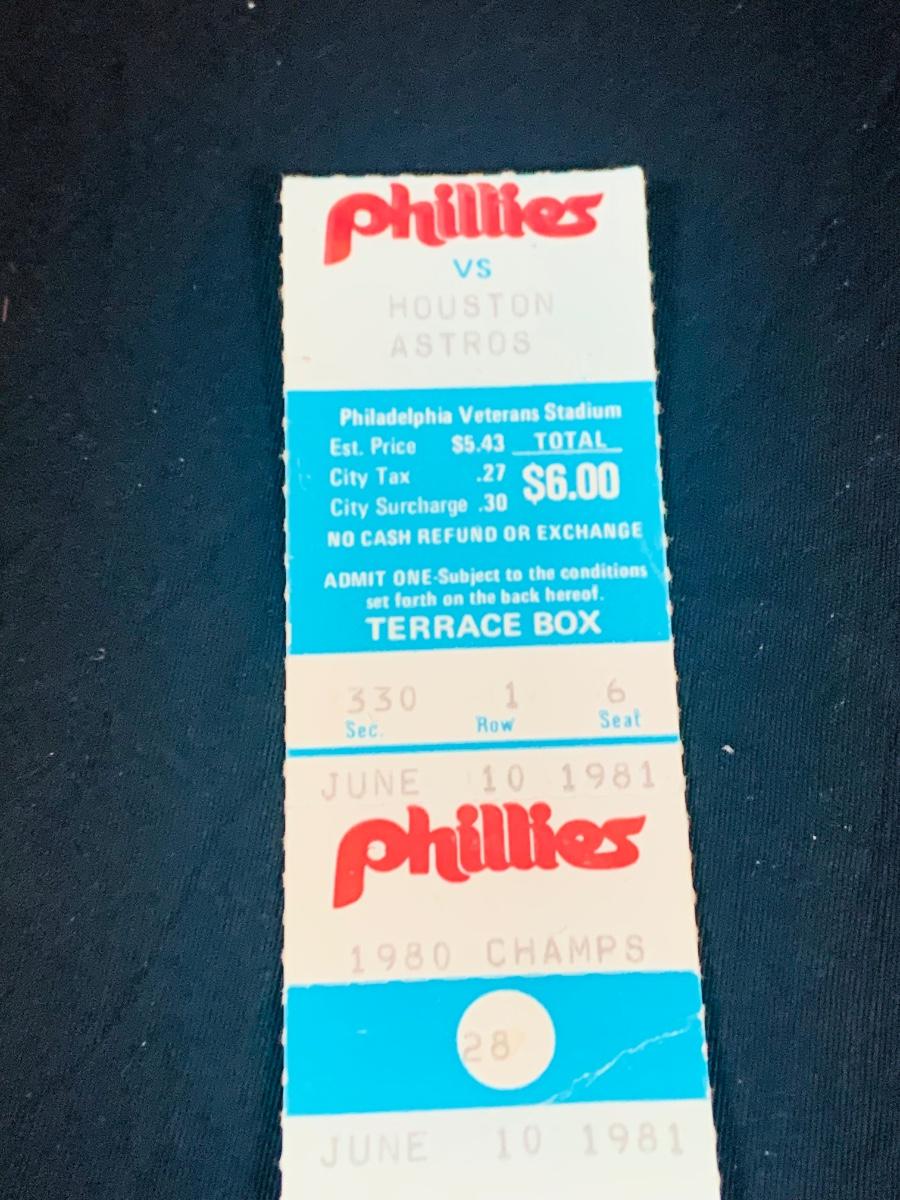 Phillies
VS
HOUSTON
ASTROS
Philadelphia Veterans Stadium
Est. Price $5.43 TOTAL
City Tax .27 $6.00
City Surcharge .30
NO CASH REFUND OR EXCHANGE
ADMIT ONE-Subject to the conditions
set forth on the back hereof.
TERRACE BOX
330 1 6
Sec. Row Seat
JUNE 10 1981
Phillies
1980 CHAMPS
28
JUNE 10 1981